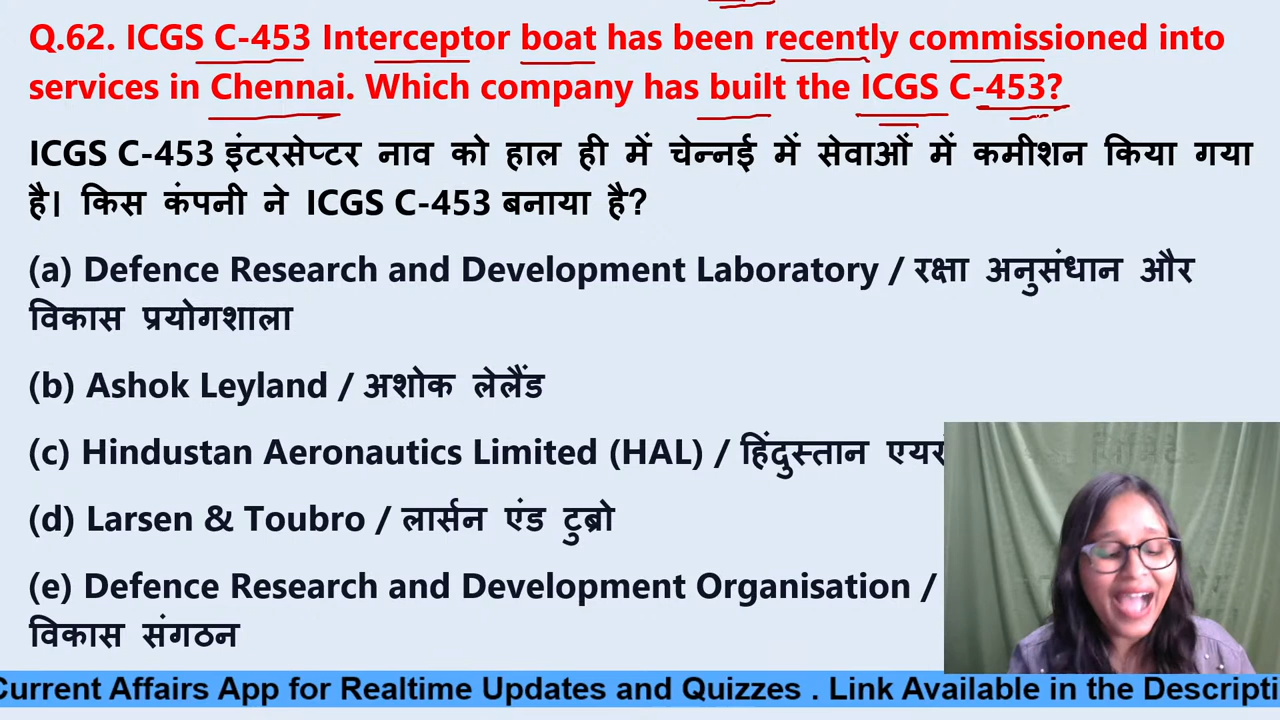 Q.62. ICGS C-453 Interceptor boat has been recently commissioned into
services in Chennai. Which company has built the ICGS C-453?
ICGS C-453 इंटरसेप्टर नाव को हाल ही में चेन्नई में सेवाओं में कमीशन किया गया
है। किस कंपनी ने ICGS C-453 बनाया है?
(a) Defence Research and Development Laboratory / रक्षा अनुसंधान और
विकास प्रयोगशाला
(b) Ashok Leyland / अशोक लेलैंड
(c) Hindustan Aeronautics Limited (HAL) / हिंदुस्तान
(d) Larsen & Toubro / लार्सन एंड टुब्रो
(e) Defence Research and Development Organisation /
विकास संगठन
Current Affairs App for Realtime Updates and Quizzes . Link Available in the Descripti